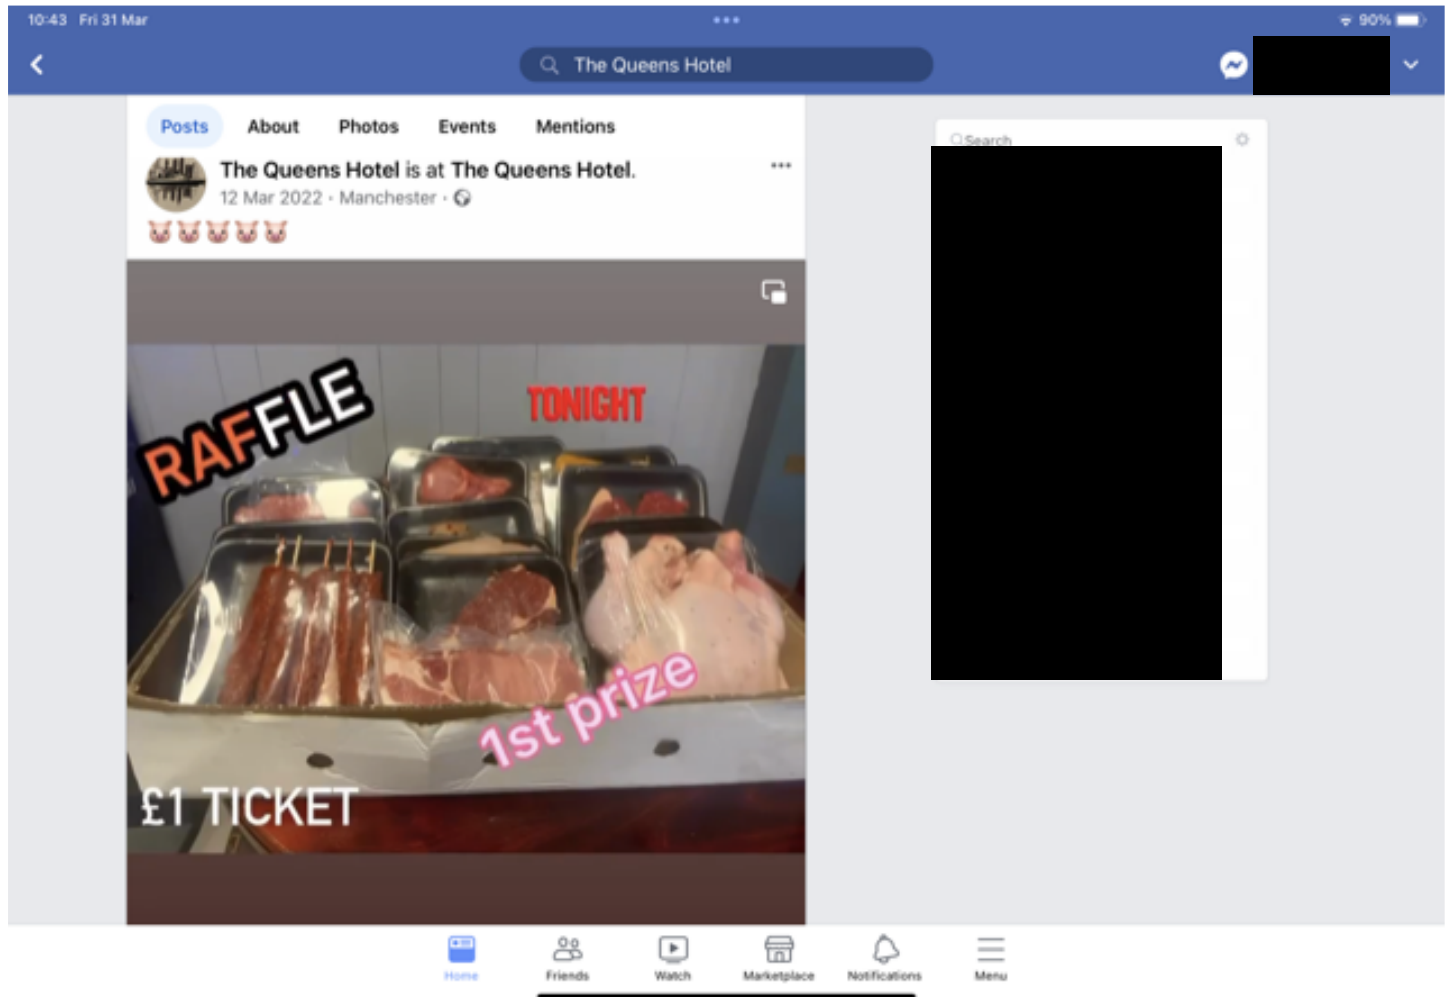 10:43 Fri 31 Mar
90%
The Queens Hotel
Posts About Photos Events Mentions
Search
The Queens Hotel is at The Queens Hotel.
12 Mar 2022 · Manchester ·
RAFFLE
TONIGHT
1st prize
£1 TICKET
Home Friends Watch Marketplace Notifications Menu